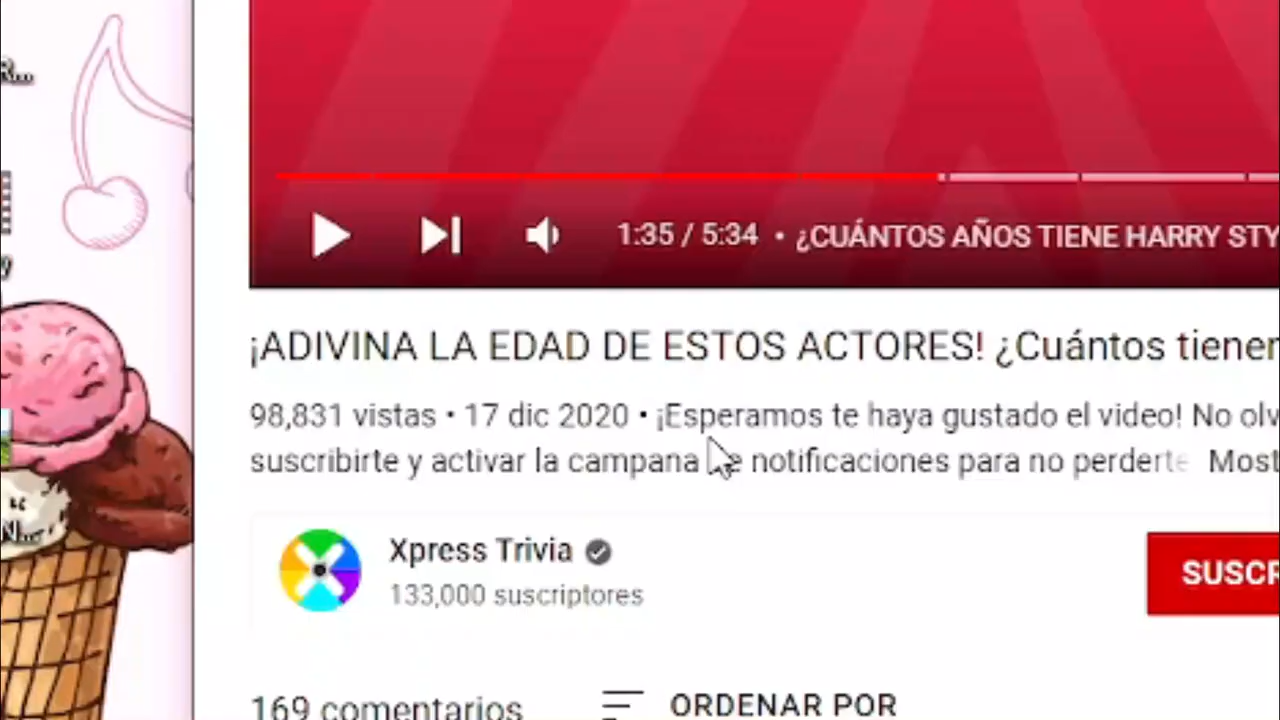 R...
1:35 / 5:34 • ¿CUÁNTOS AÑOS TIENE HARRY STY
¡ADIVINA LA EDAD DE ESTOS ACTORES! ¿Cuántos tienen
98,831 vistas • 17 dic 2020 • ¡Esperamos te haya gustado el video! No olv
suscribirte y activar la campana de notificaciones para no perderte Most
Xpress Trivia
133,000 suscriptores
SUSCR
169 comentarios
ORDENAR POR
N...